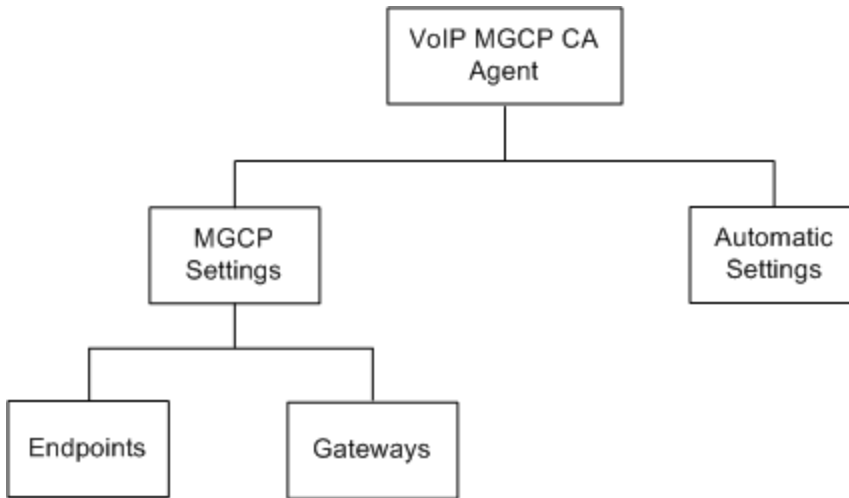 VoIP MGCP CA
Agent
MGCP
Settings
Automatic
Settings
Endpoints
Gateways